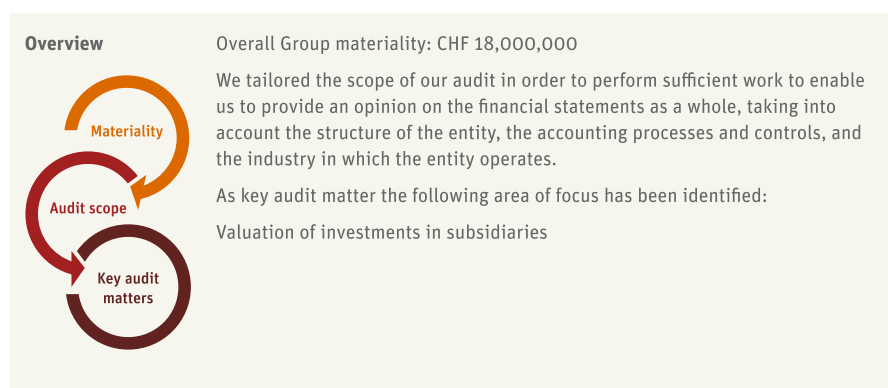 Overview
Overall Group materiality: CHF 18,000,000
We tailored the scope of our audit in order to perform sufficient work to enable
us to provide an opinion on the financial statements as a whole, taking into
account the structure of the entity, the accounting processes and controls, and
the industry in which the entity operates.
As key audit matter the following area of focus has been identified:
Valuation of investments in subsidiaries
Materiality
Audit scope
Key audit
matters